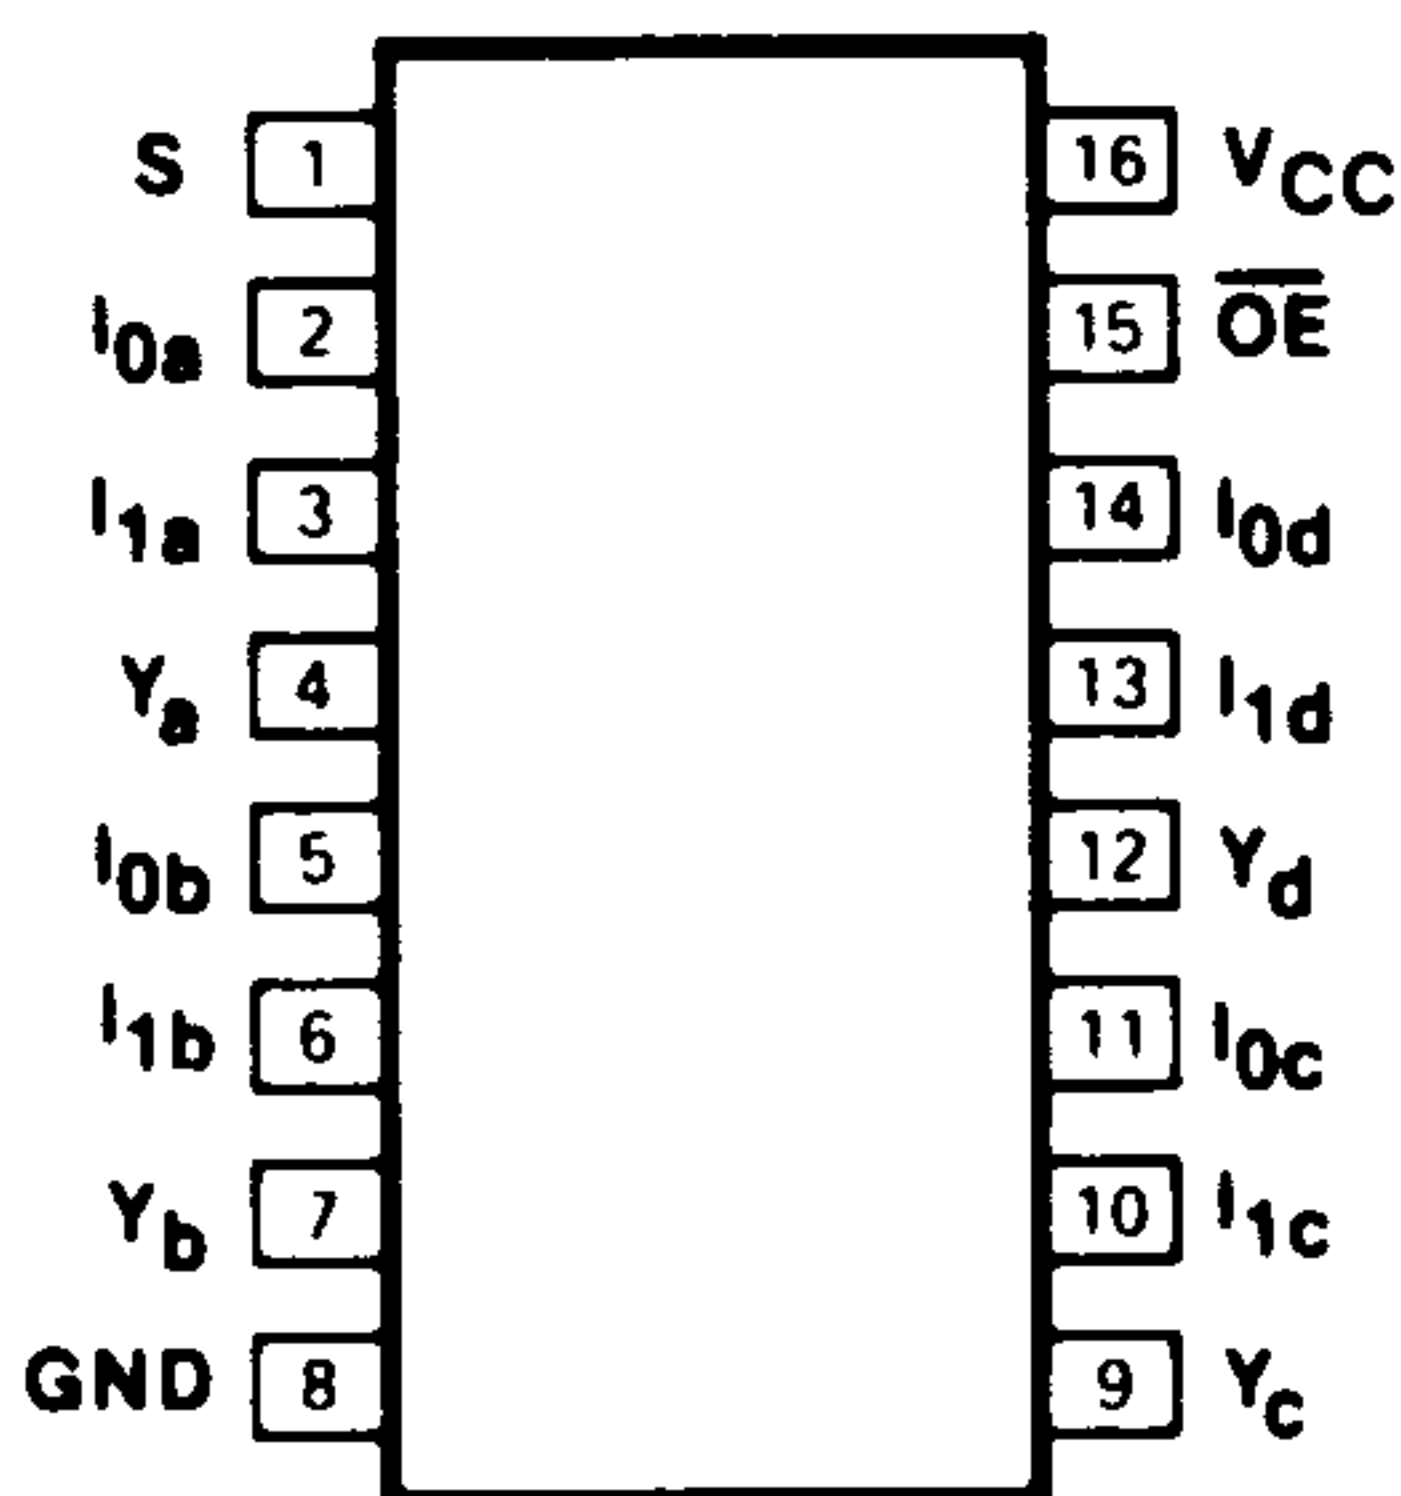 S 1 16 VCC
I0a 2 15 O̅E̅
I1a 3 14 I0d
Ya 4 13 I1d
I0b 5 12 Yd
I1b 6 11 I0c
Yb 7 10 I1c
GND 8 9 Yc